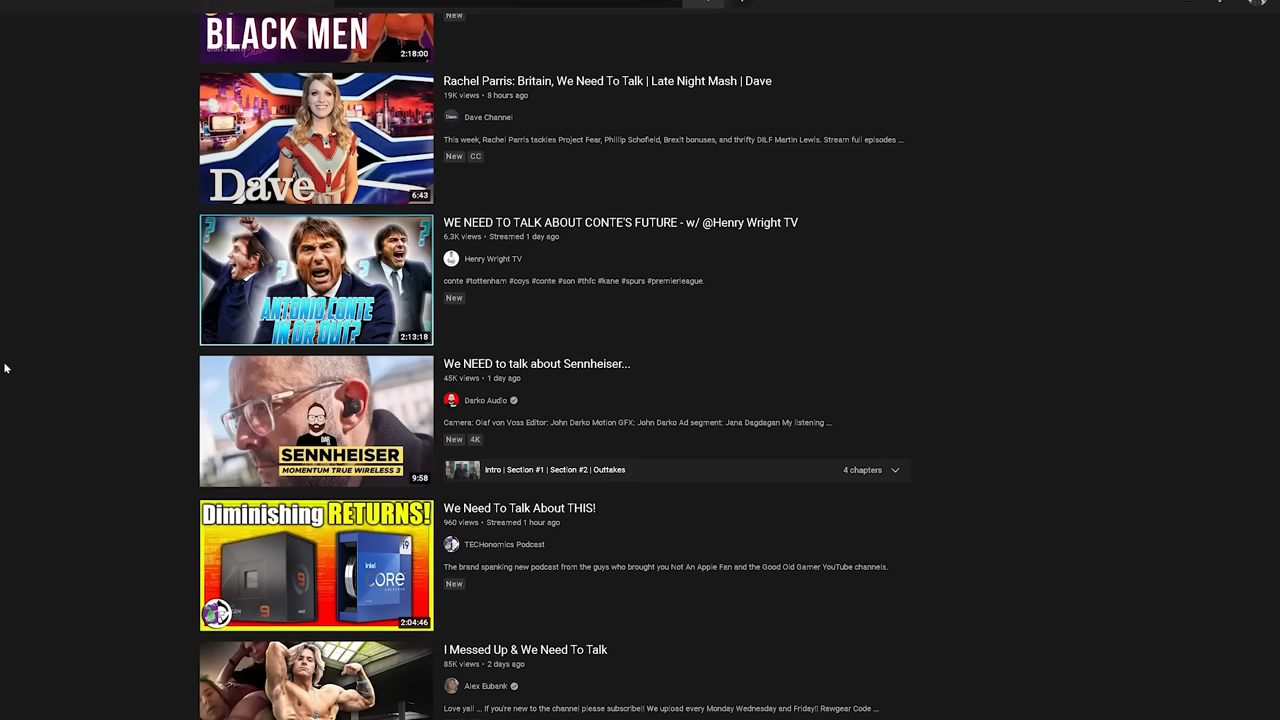 BLACK MEN
2:18:00
New
Rachel Parris: Britain, We Need To Talk | Late Night Mash | Dave
19K views • 8 hours ago
Dave Channel
This week, Rachel Parris tackles Project Fear, Phillip Schofield, Brexit bonuses, and thrifty DILF Martin Lewis. Stream full episodes ...
New CC
Dave
6:43
WE NEED TO TALK ABOUT CONTE'S FUTURE - w/ @Henry Wright TV
6.3K views • Streamed 1 day ago
Henry Wright TV
conte #tottenham #coys #conte #son #thfc #kane #spurs #premierleague.
New
? ?
ANTONIO CONTE
IN OR OUT?
2:13:18
We NEED to talk about Sennheiser...
45K views • 1 day ago
Darko Audio
Camera: Olaf von Voss Editor: John Darko Motion GFX: John Darko Ad segment: Jana Dagdagan My listening ...
New 4K
Intro | Section #1 | Section #2 | Outtakes
4 chapters
SENNHEISER
MOMENTUM TRUE WIRELESS 3
9:58
We Need To Talk About THIS!
960 views • Streamed 1 hour ago
TECHonomics Podcast
The brand spanking new podcast from the guys who brought you Not An Apple Fan and the Good Old Gamer YouTube channels.
New
Diminishing RETURNS!
9
intel
CORE
i9
2:04:46
I Messed Up & We Need To Talk
85K views • 2 days ago
Alex Eubank
Love yall ... If you're new to the channel please subscribe!! We upload every Monday Wednesday and Friday!! Rawgear Code ...